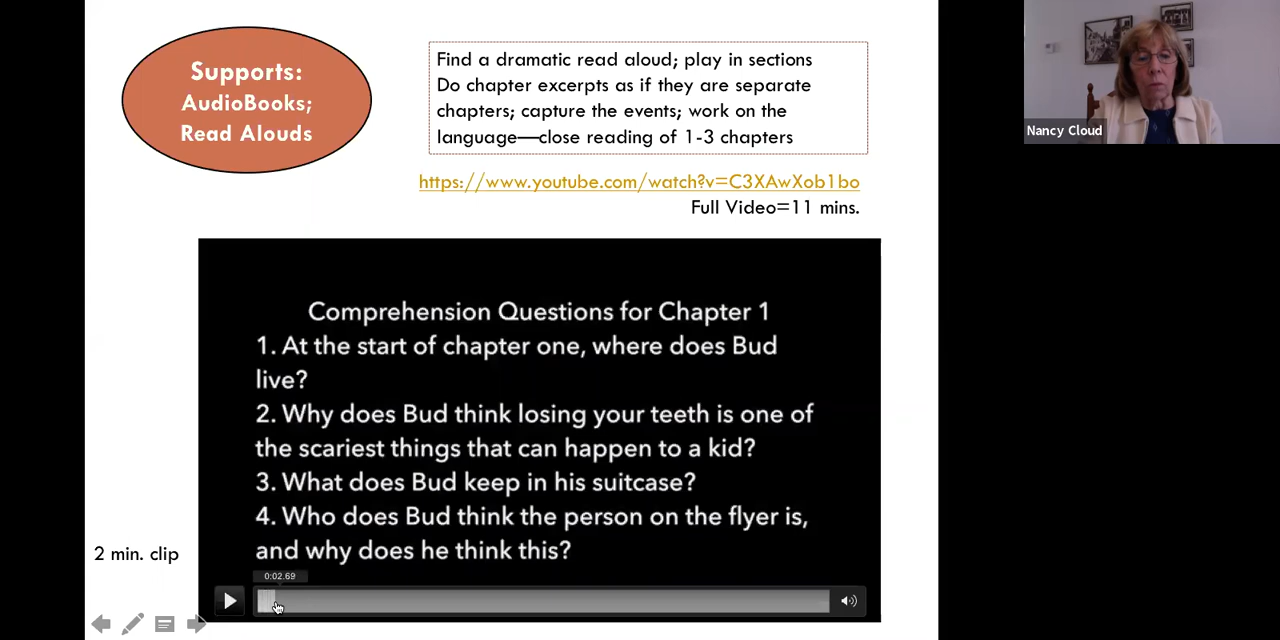 Supports:
AudioBooks;
Read Alouds
Find a dramatic read aloud; play in sections
Do chapter excerpts as if they are separate
chapters; capture the events; work on the
language—close reading of 1-3 chapters
https://www.youtube.com/watch?v=C3XAwXob1bo
Full Video=11 mins.
Nancy Cloud
Comprehension Questions for Chapter 1
1. At the start of chapter one, where does Bud
live?
2. Why does Bud think losing your teeth is one of
the scariest things that can happen to a kid?
3. What does Bud keep in his suitcase?
4. Who does Bud think the person on the flyer is,
and why does he think this?
2 min. clip
0:02.69